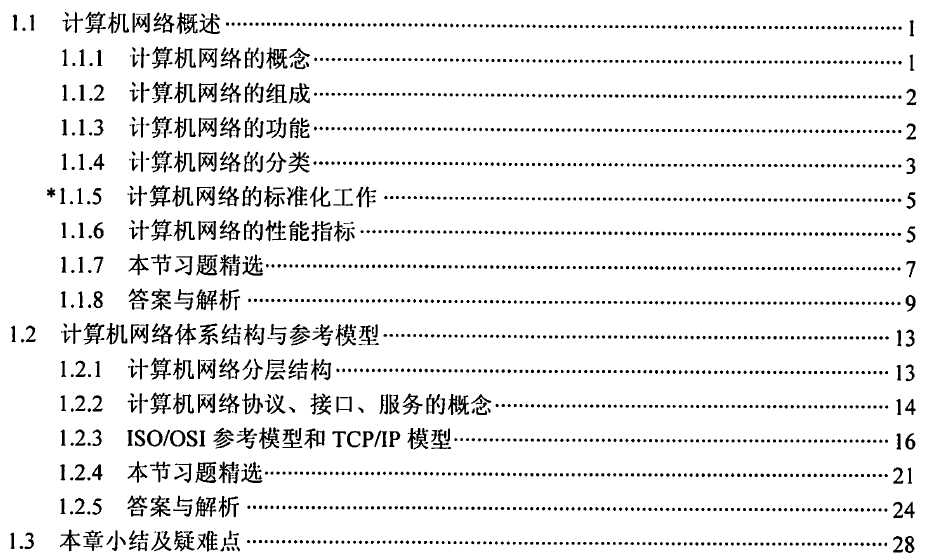 1.1 计算机网络概述 1
1.1.1 计算机网络的概念 1
1.1.2 计算机网络的组成 2
1.1.3 计算机网络的功能 2
1.1.4 计算机网络的分类 3
*1.1.5 计算机网络的标准化工作 5
1.1.6 计算机网络的性能指标 5
1.1.7 本节习题精选 7
1.1.8 答案与解析 9
1.2 计算机网络体系结构与参考模型 13
1.2.1 计算机网络分层结构 13
1.2.2 计算机网络协议、接口、服务的概念 14
1.2.3 ISO/OSI 参考模型和 TCP/IP 模型 16
1.2.4 本节习题精选 21
1.2.5 答案与解析 24
1.3 本章小结及疑难点 28